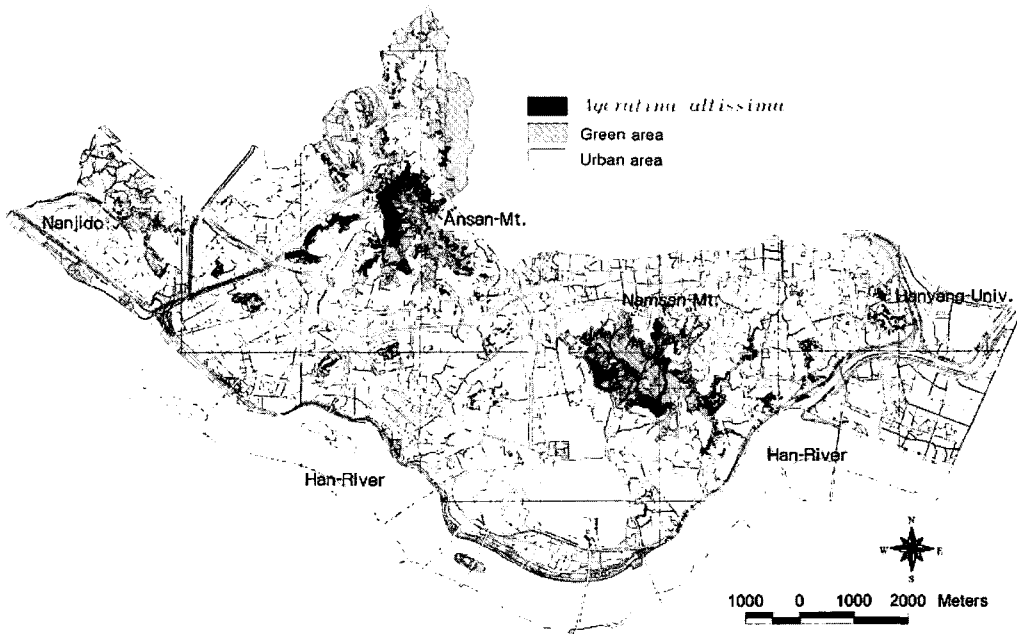 Ageratina altissima
Green area
Urban area
Nanjido
Ansan-Mt.
Namsan-Mt.
Hanyang-Univ.
Han-River
Han-River
N
W E
S
1000 0 1000 2000 Meters